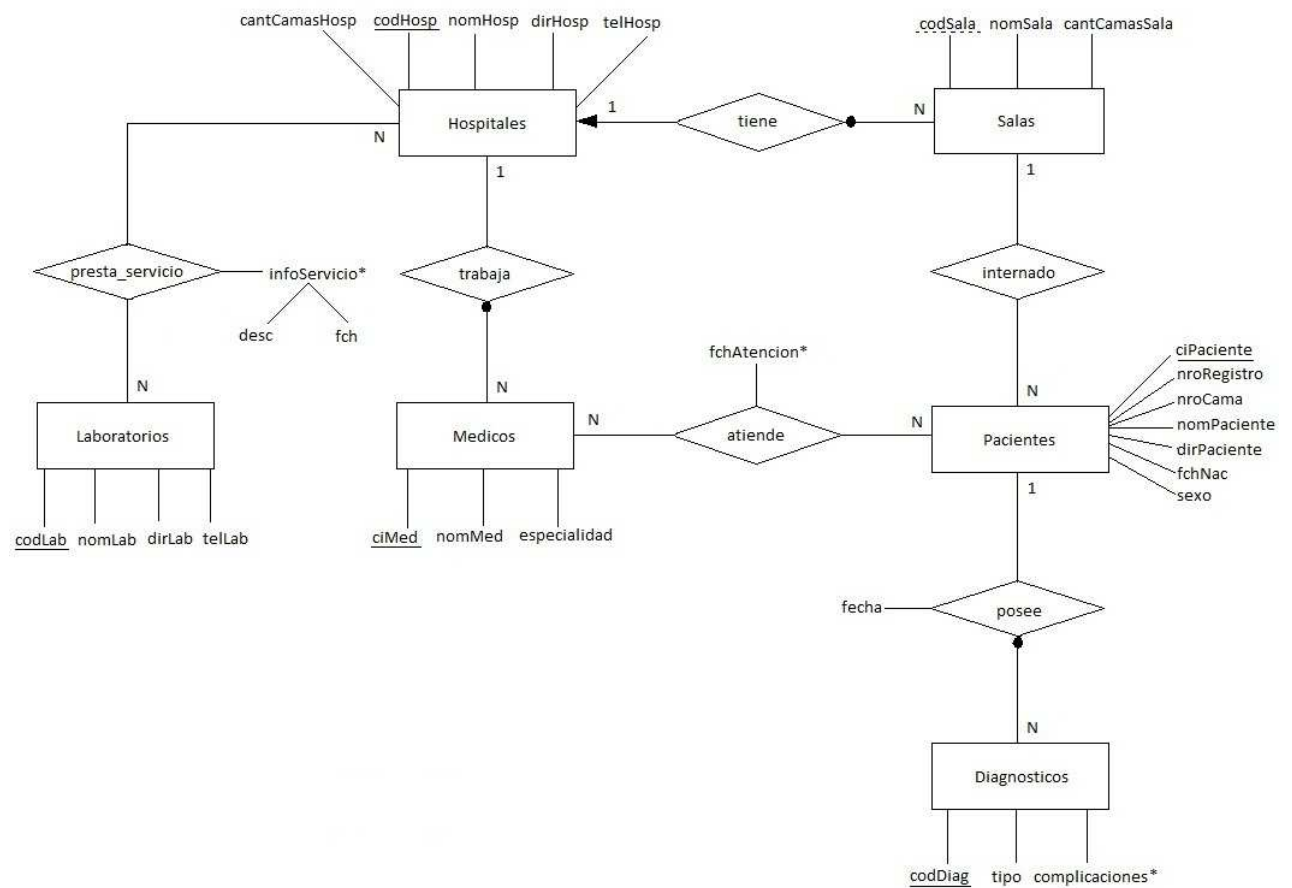 cantCamasHosp codHosp nomHosp dirHosp telHosp
codSala nomSala cantCamasSala
Hospitales
1
tiene
N
Salas
N
1
1
presta_servicio
infoServicio*
desc
fch
trabaja
internado
N
Laboratorios
codLab nomLab dirLab telLab
N
Medicos
ciMed nomMed especialidad
N
fchAtencion*
atiende
N
N
Pacientes
ciPaciente
nroRegistro
nroCama
nomPaciente
dirPaciente
fchNac
sexo
1
fecha
posee
N
Diagnosticos
codDiag tipo complicaciones*